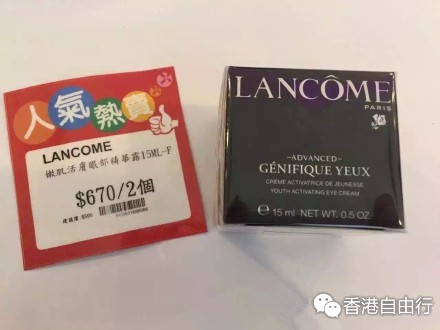 人氣熱賣
LANCOME
嫩肌活膚眼部精華露15ML-F
$670/2個
LANCÔME
PARIS
—ADVANCED—
GÉNIFIQUE YEUX
CRÈME ACTIVATRICE DE JEUNESSE
YOUTH ACTIVATING EYE CREAM
e 15 ml - NET WT. 0.5 OZ
香港自由行